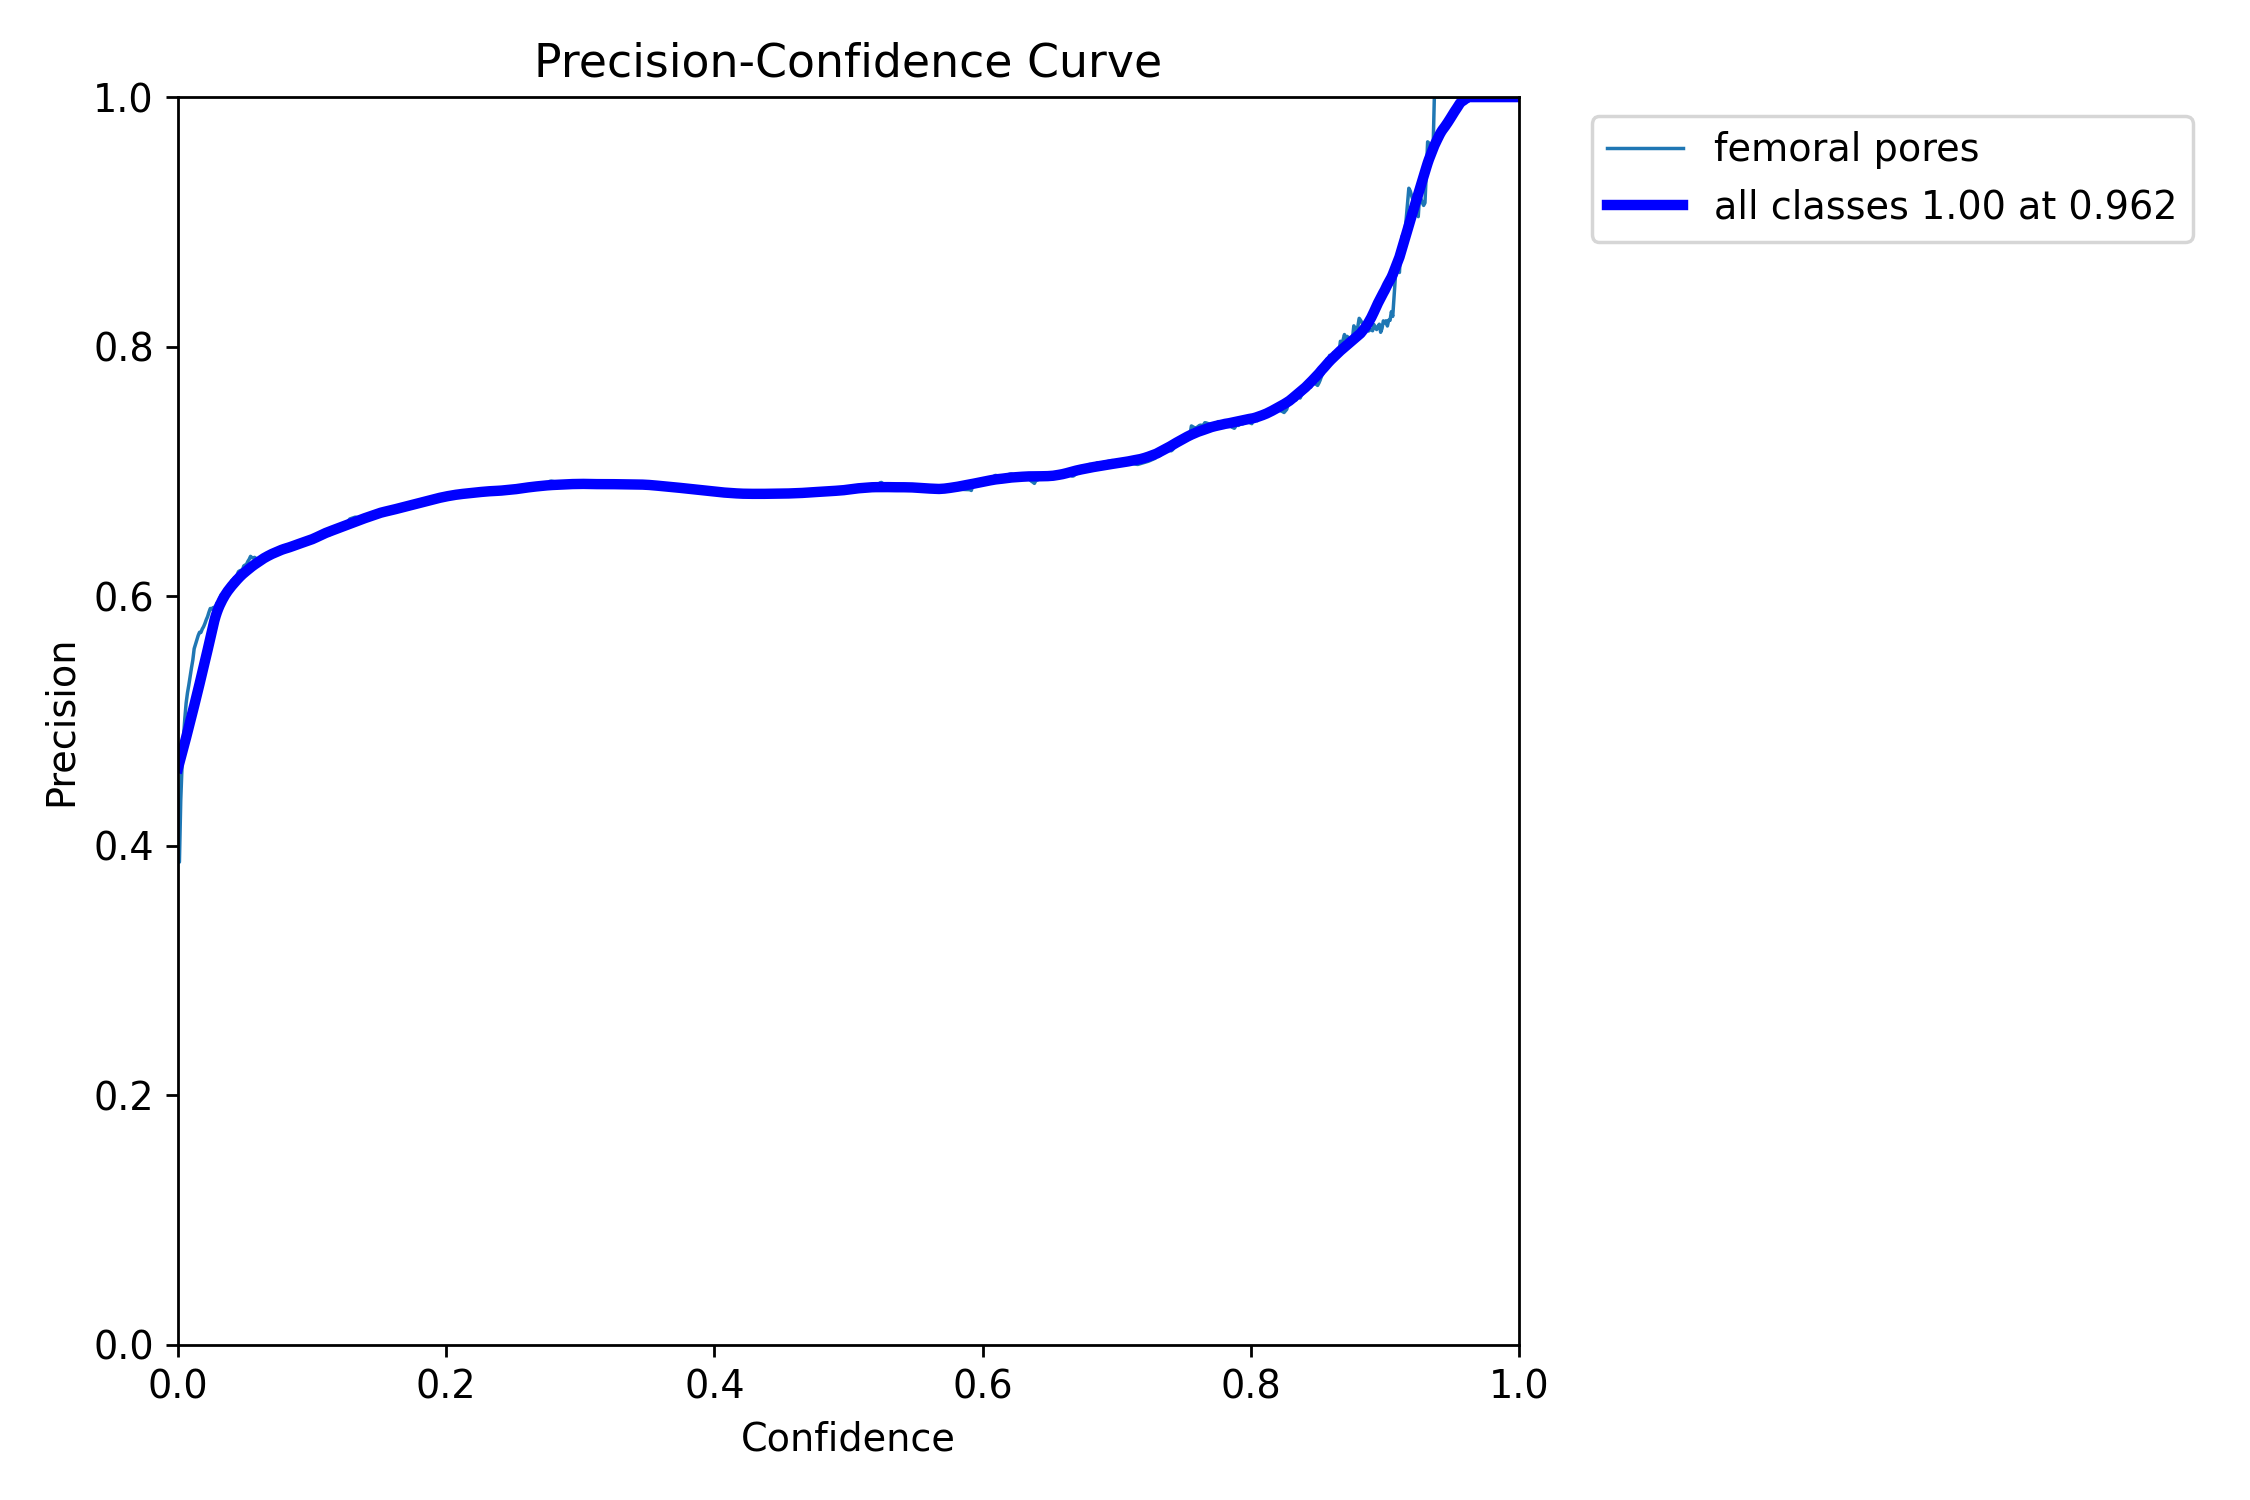 Precision-Confidence Curve
1.0
0.8
0.6
0.4
0.2
0.0
Precision
0.0 0.2 0.4 0.6 0.8 1.0
Confidence
femoral pores
all classes 1.00 at 0.962